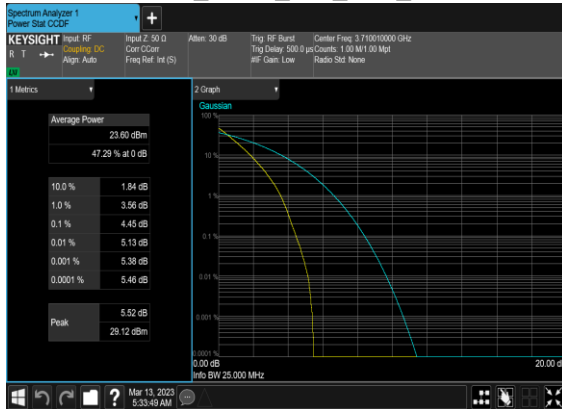 Spectrum Analyzer 1
Power Stat CCDF
+
KEYSIGHT
R T
LXI
Input: RF
Coupling: DC
Align: Auto
Input Z: 50 Ω
Corr CCorr
Freq Ref: Int (S)
Atten: 30 dB
Trig: RF Burst
Trig Delay: 500.0 µs
#IF Gain: Low
Center Freq: 3.710010000 GHz
Counts: 1.00 M/1.00 Mpt
Radio Std: None
1 Metrics
Average Power
23.60 dBm
47.29 % at 0 dB
10.0 % 1.84 dB
1.0 % 3.56 dB
0.1 % 4.45 dB
0.01 % 5.13 dB
0.001 % 5.38 dB
0.0001 % 5.46 dB
Peak
5.52 dB
29.12 dBm
2 Graph
Gaussian
100 %
10 %
1 %
0.1 %
0.01 %
0.001 %
0.0001 %
0.00 dB
20.00 d
Info BW 25.000 MHz
?
Mar 13, 2023
5:33:49 AM